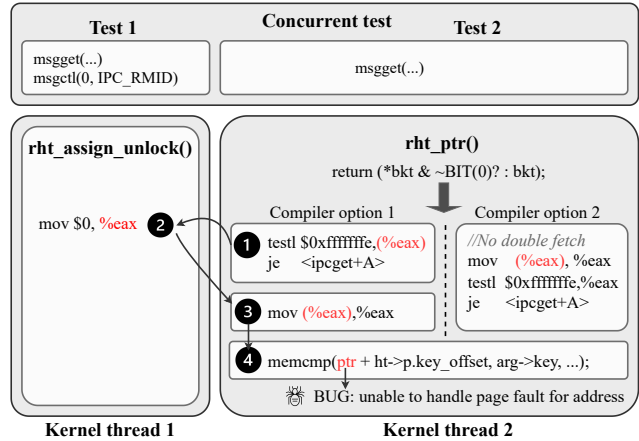 Concurrent test
Test 1
Test 2
msgget(...)
msgctl(0, IPC_RMID)
msgget(...)
rht_assign_unlock()
mov $0, %eax
2
rht_ptr()
return (*bkt & ~BIT(0)? : bkt);
Compiler option 1
Compiler option 2
1
testl $0xfffffffe,(%eax)
je <ipcget+A>
//No double fetch
mov (%eax), %eax
testl $0xfffffffe,%eax
je <ipcget+A>
3
mov (%eax),%eax
4
memcmp(ptr + ht->p.key_offset, arg->key, ...);
BUG: unable to handle page fault for address
Kernel thread 1
Kernel thread 2